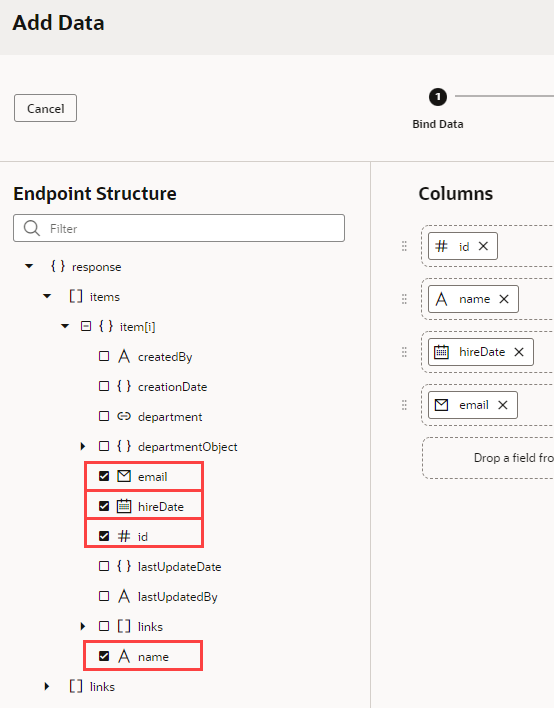 Add Data
Cancel
1
Bind Data
Endpoint Structure
Filter
{ } response
[ ] items
{ } item[i]
A createdBy
{ } creationDate
department
{ } departmentObject
email
hireDate
# id
{ } lastUpdateDate
A lastUpdatedBy
[ ] links
A name
[ ] links
Columns
# id
A name
hireDate
email
Drop a field fro